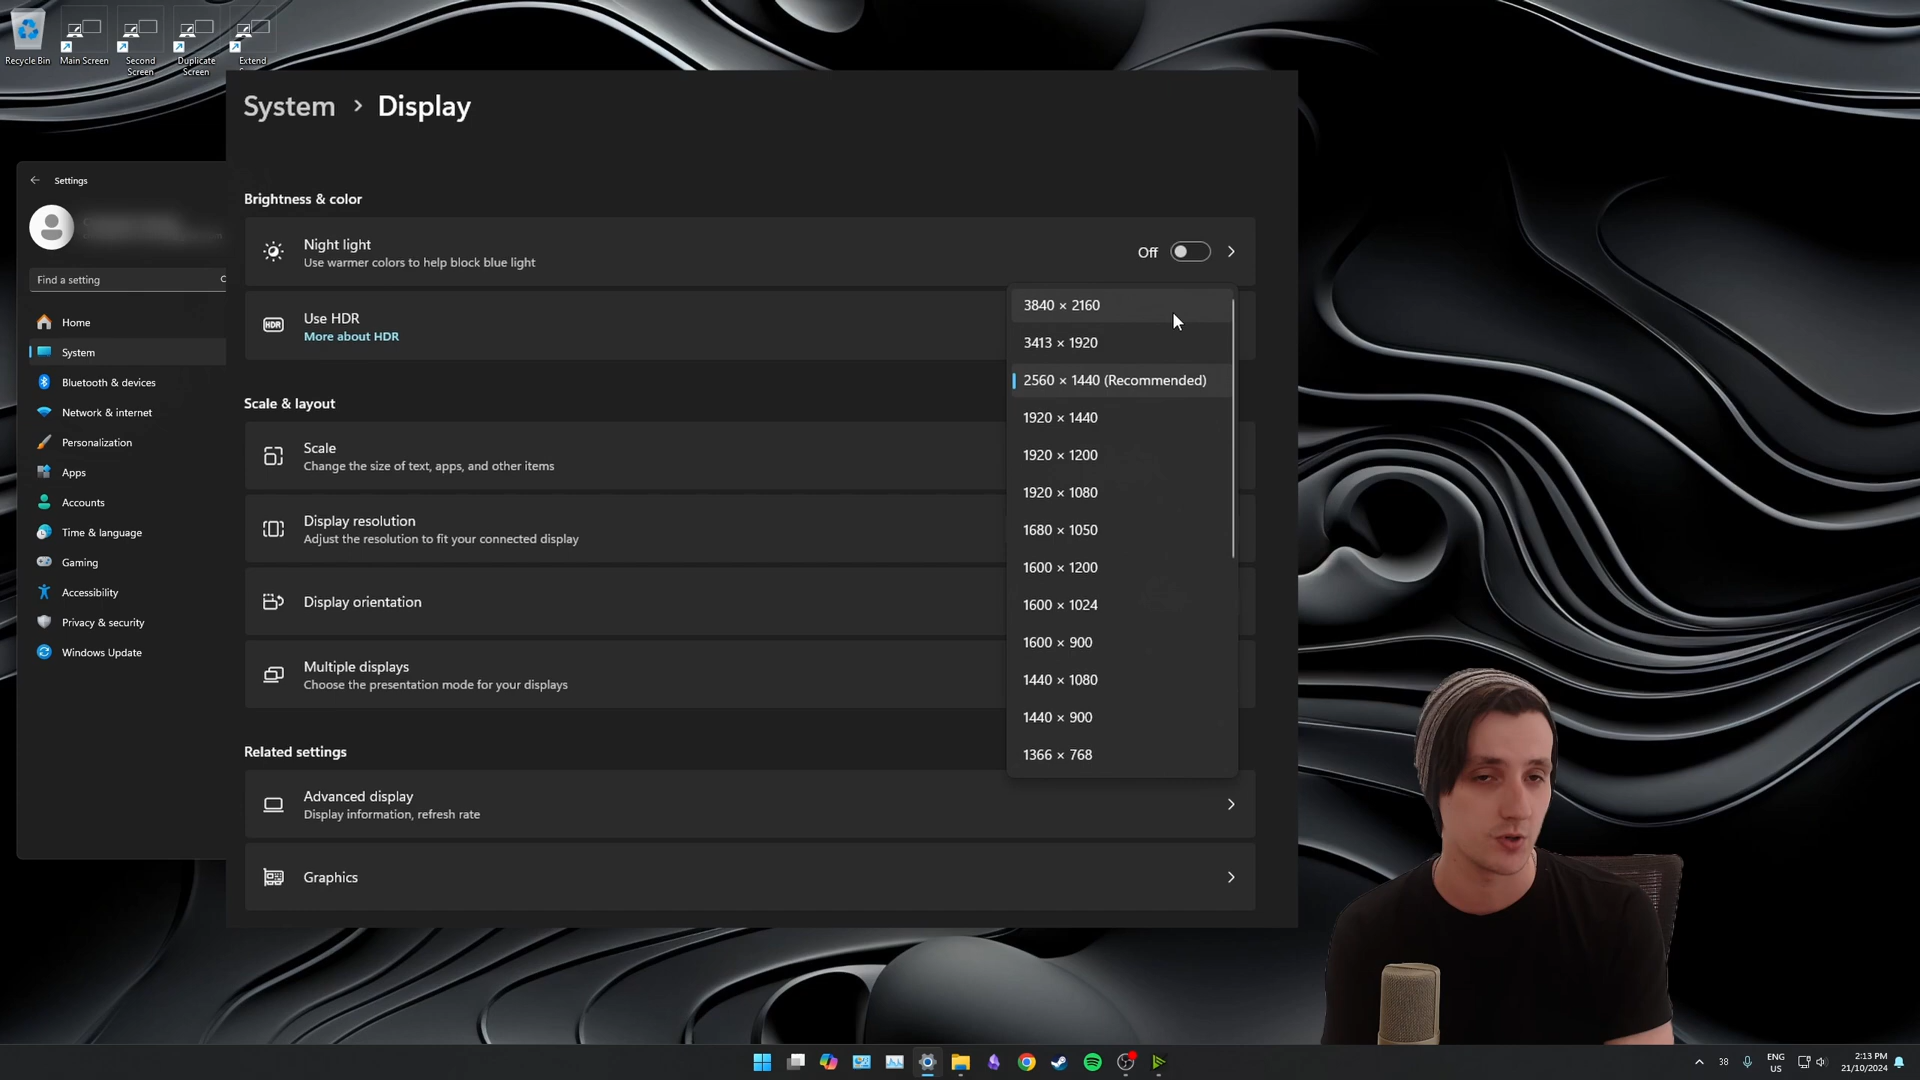 Recycle Bin
Main Screen
Second
Screen
Duplicate
Screen
Extend
System > Display
Settings
Find a setting
Home
System
Bluetooth & devices
Network & internet
Personalization
Apps
Accounts
Time & language
Gaming
Accessibility
Privacy & security
Windows Update
Brightness & color
Night light
Use warmer colors to help block blue light
Off
Use HDR
More about HDR
HDR
Scale & layout
Scale
Change the size of text, apps, and other items
Display resolution
Adjust the resolution to fit your connected display
Display orientation
Multiple displays
Choose the presentation mode for your displays
Related settings
Advanced display
Display information, refresh rate
Graphics
3840 × 2160
3413 × 1920
2560 × 1440 (Recommended)
1920 × 1440
1920 × 1200
1920 × 1080
1680 × 1050
1600 × 1200
1600 × 1024
1600 × 900
1440 × 1080
1440 × 900
1366 × 768
38
ENG
US
2:13 PM
21/10/2024